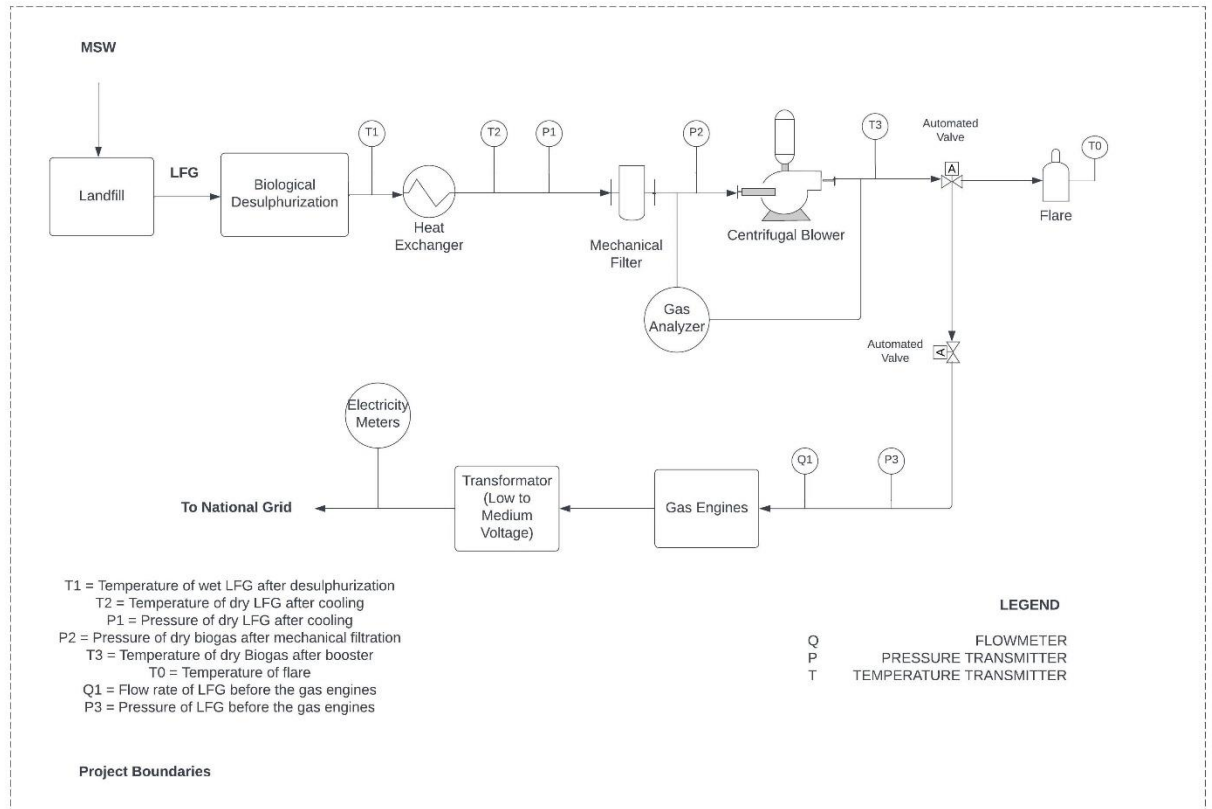 MSW
Landfill
LFG
Biological
Desulphurization
T1
Heat
Exchanger
T2
P1
Mechanical
Filter
P2
Centrifugal Blower
Gas
Analyzer
T3
Automated
Valve
A
Flare
T0
Automated
Valve
A
Electricity
Meters
To National Grid
Transformator
(Low to
Medium
Voltage)
Gas Engines
Q1
P3
T1 = Temperature of wet LFG after desulphurization
T2 = Temperature of dry LFG after cooling
P1 = Pressure of dry LFG after cooling
P2 = Pressure of dry biogas after mechanical filtration
T3 = Temperature of dry Biogas after booster
T0 = Temperature of flare
Q1 = Flow rate of LFG before the gas engines
P3 = Pressure of LFG before the gas engines
LEGEND
Q FLOWMETER
P PRESSURE TRANSMITTER
T TEMPERATURE TRANSMITTER
Project Boundaries